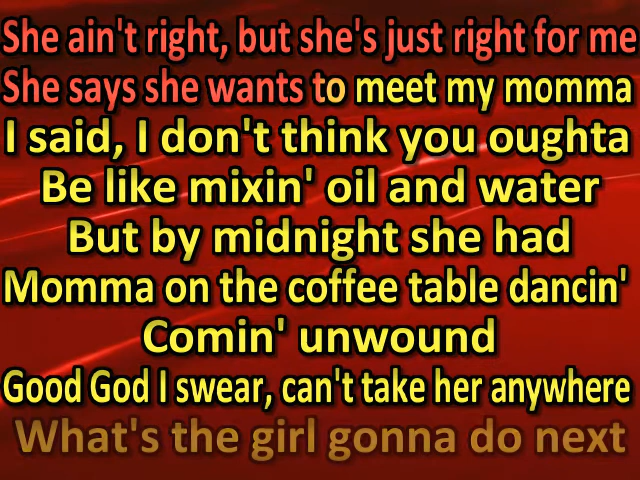 She ain't right, but she's just right for me
She says she wants to meet my momma
I said, I don't think you oughta
Be like mixin' oil and water
But by midnight she had
Momma on the coffee table dancin'
Comin' unwound
Good God I swear, can't take her anywhere
What's the girl gonna do next